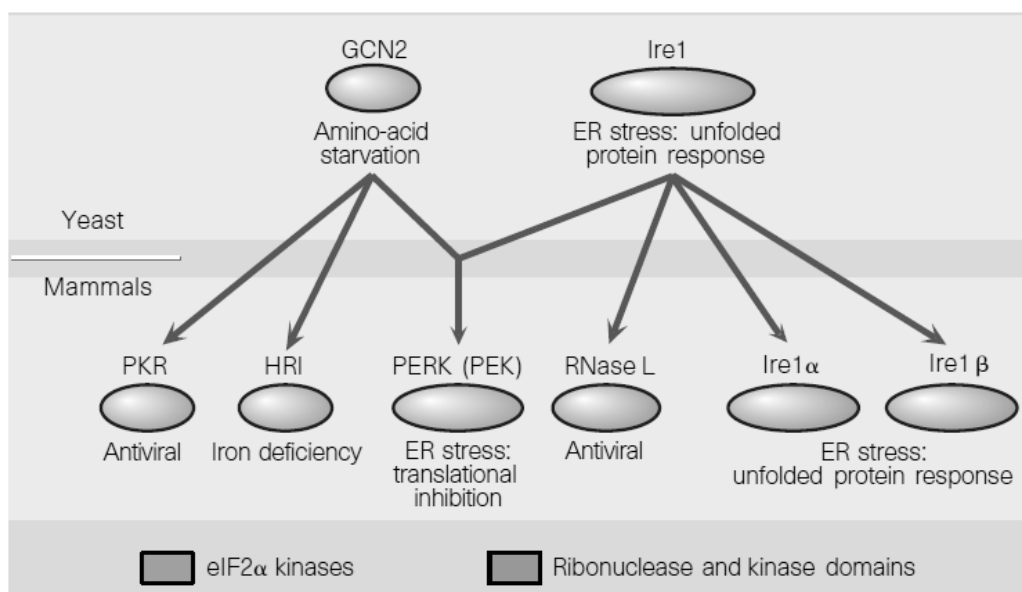 GCN2
Ire1
Amino-acid
starvation
ER stress: unfolded
protein response
Yeast
Mammals
PKR
HRI
PERK (PEK)
RNase L
Ire1α
Ire1 β
Antiviral
Iron deficiency
ER stress:
translational
inhibition
Antiviral
ER stress:
unfolded protein response
eIF2α kinases
Ribonuclease and kinase domains